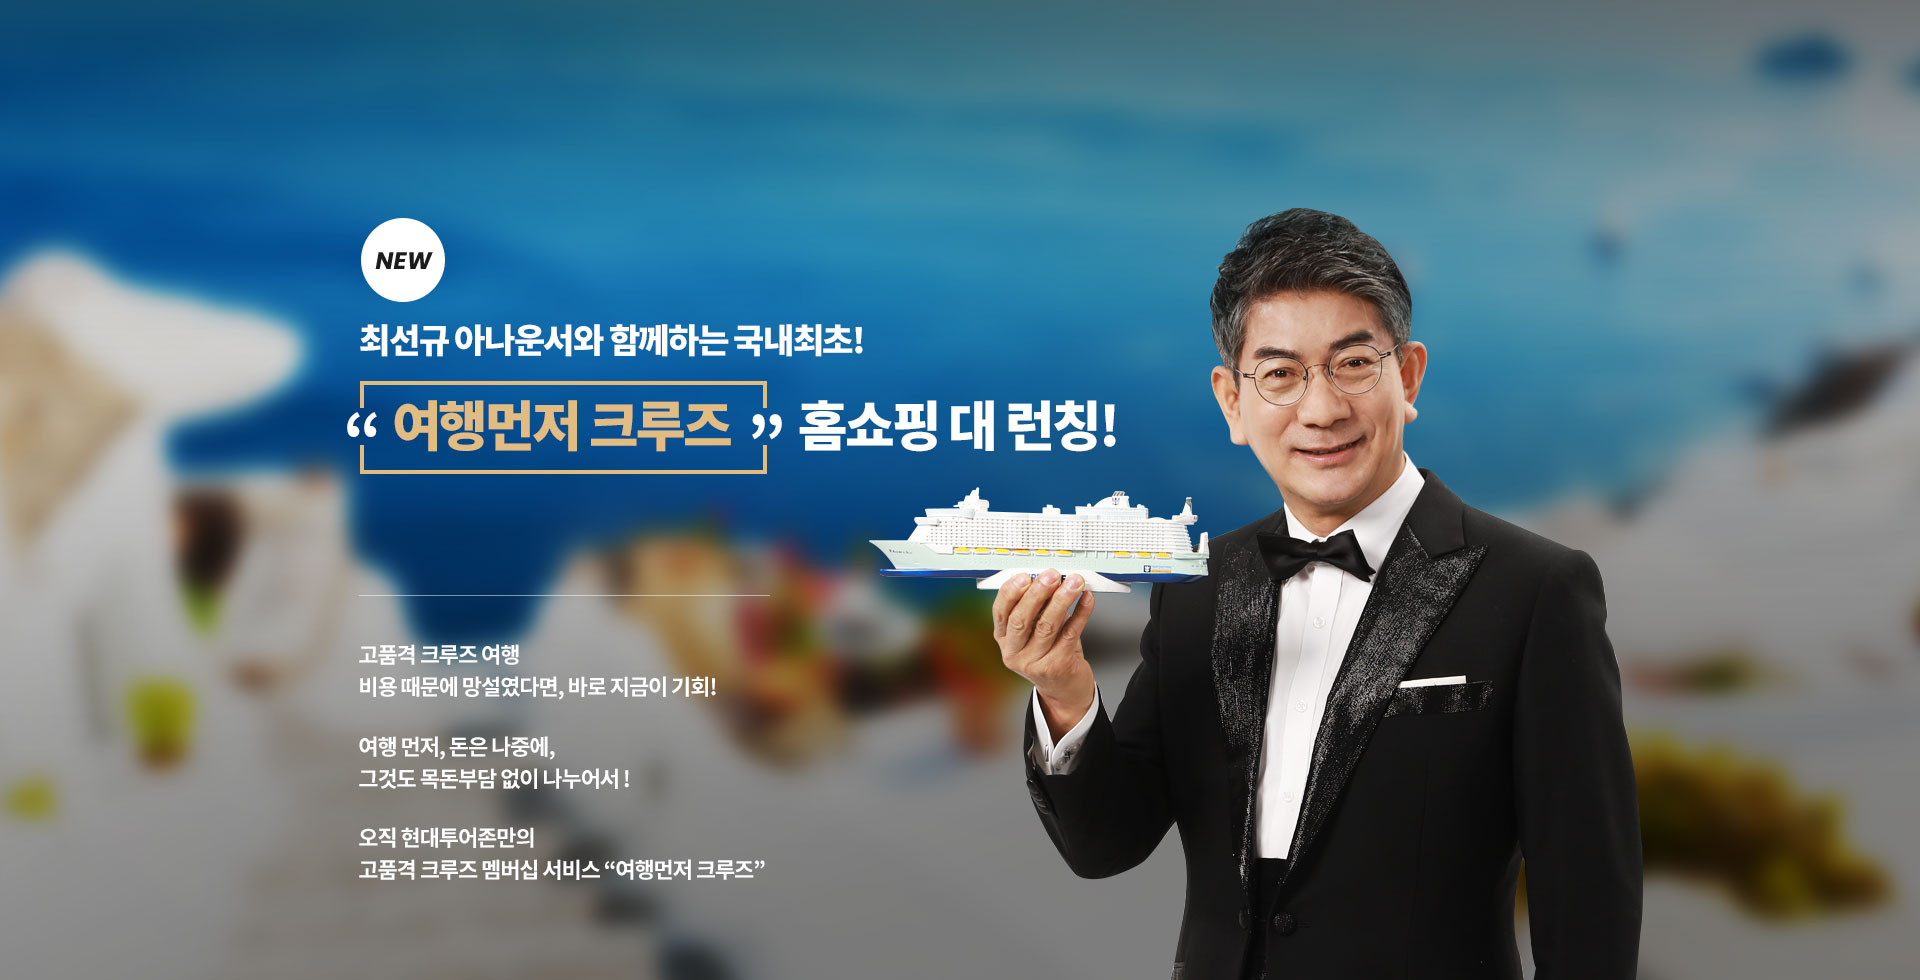 NEW
최선규 아나운서와 함께하는 국내최초!
“여행먼저 크루즈” 홈쇼핑 대 런칭!
고품격 크루즈 여행
비용 때문에 망설였다면, 바로 지금이 기회!
여행 먼저, 돈은 나중에,
그것도 목돈부담 없이 나누어서 !
오직 현대투어존만의
고품격 크루즈 멤버십 서비스 “여행먼저 크루즈”